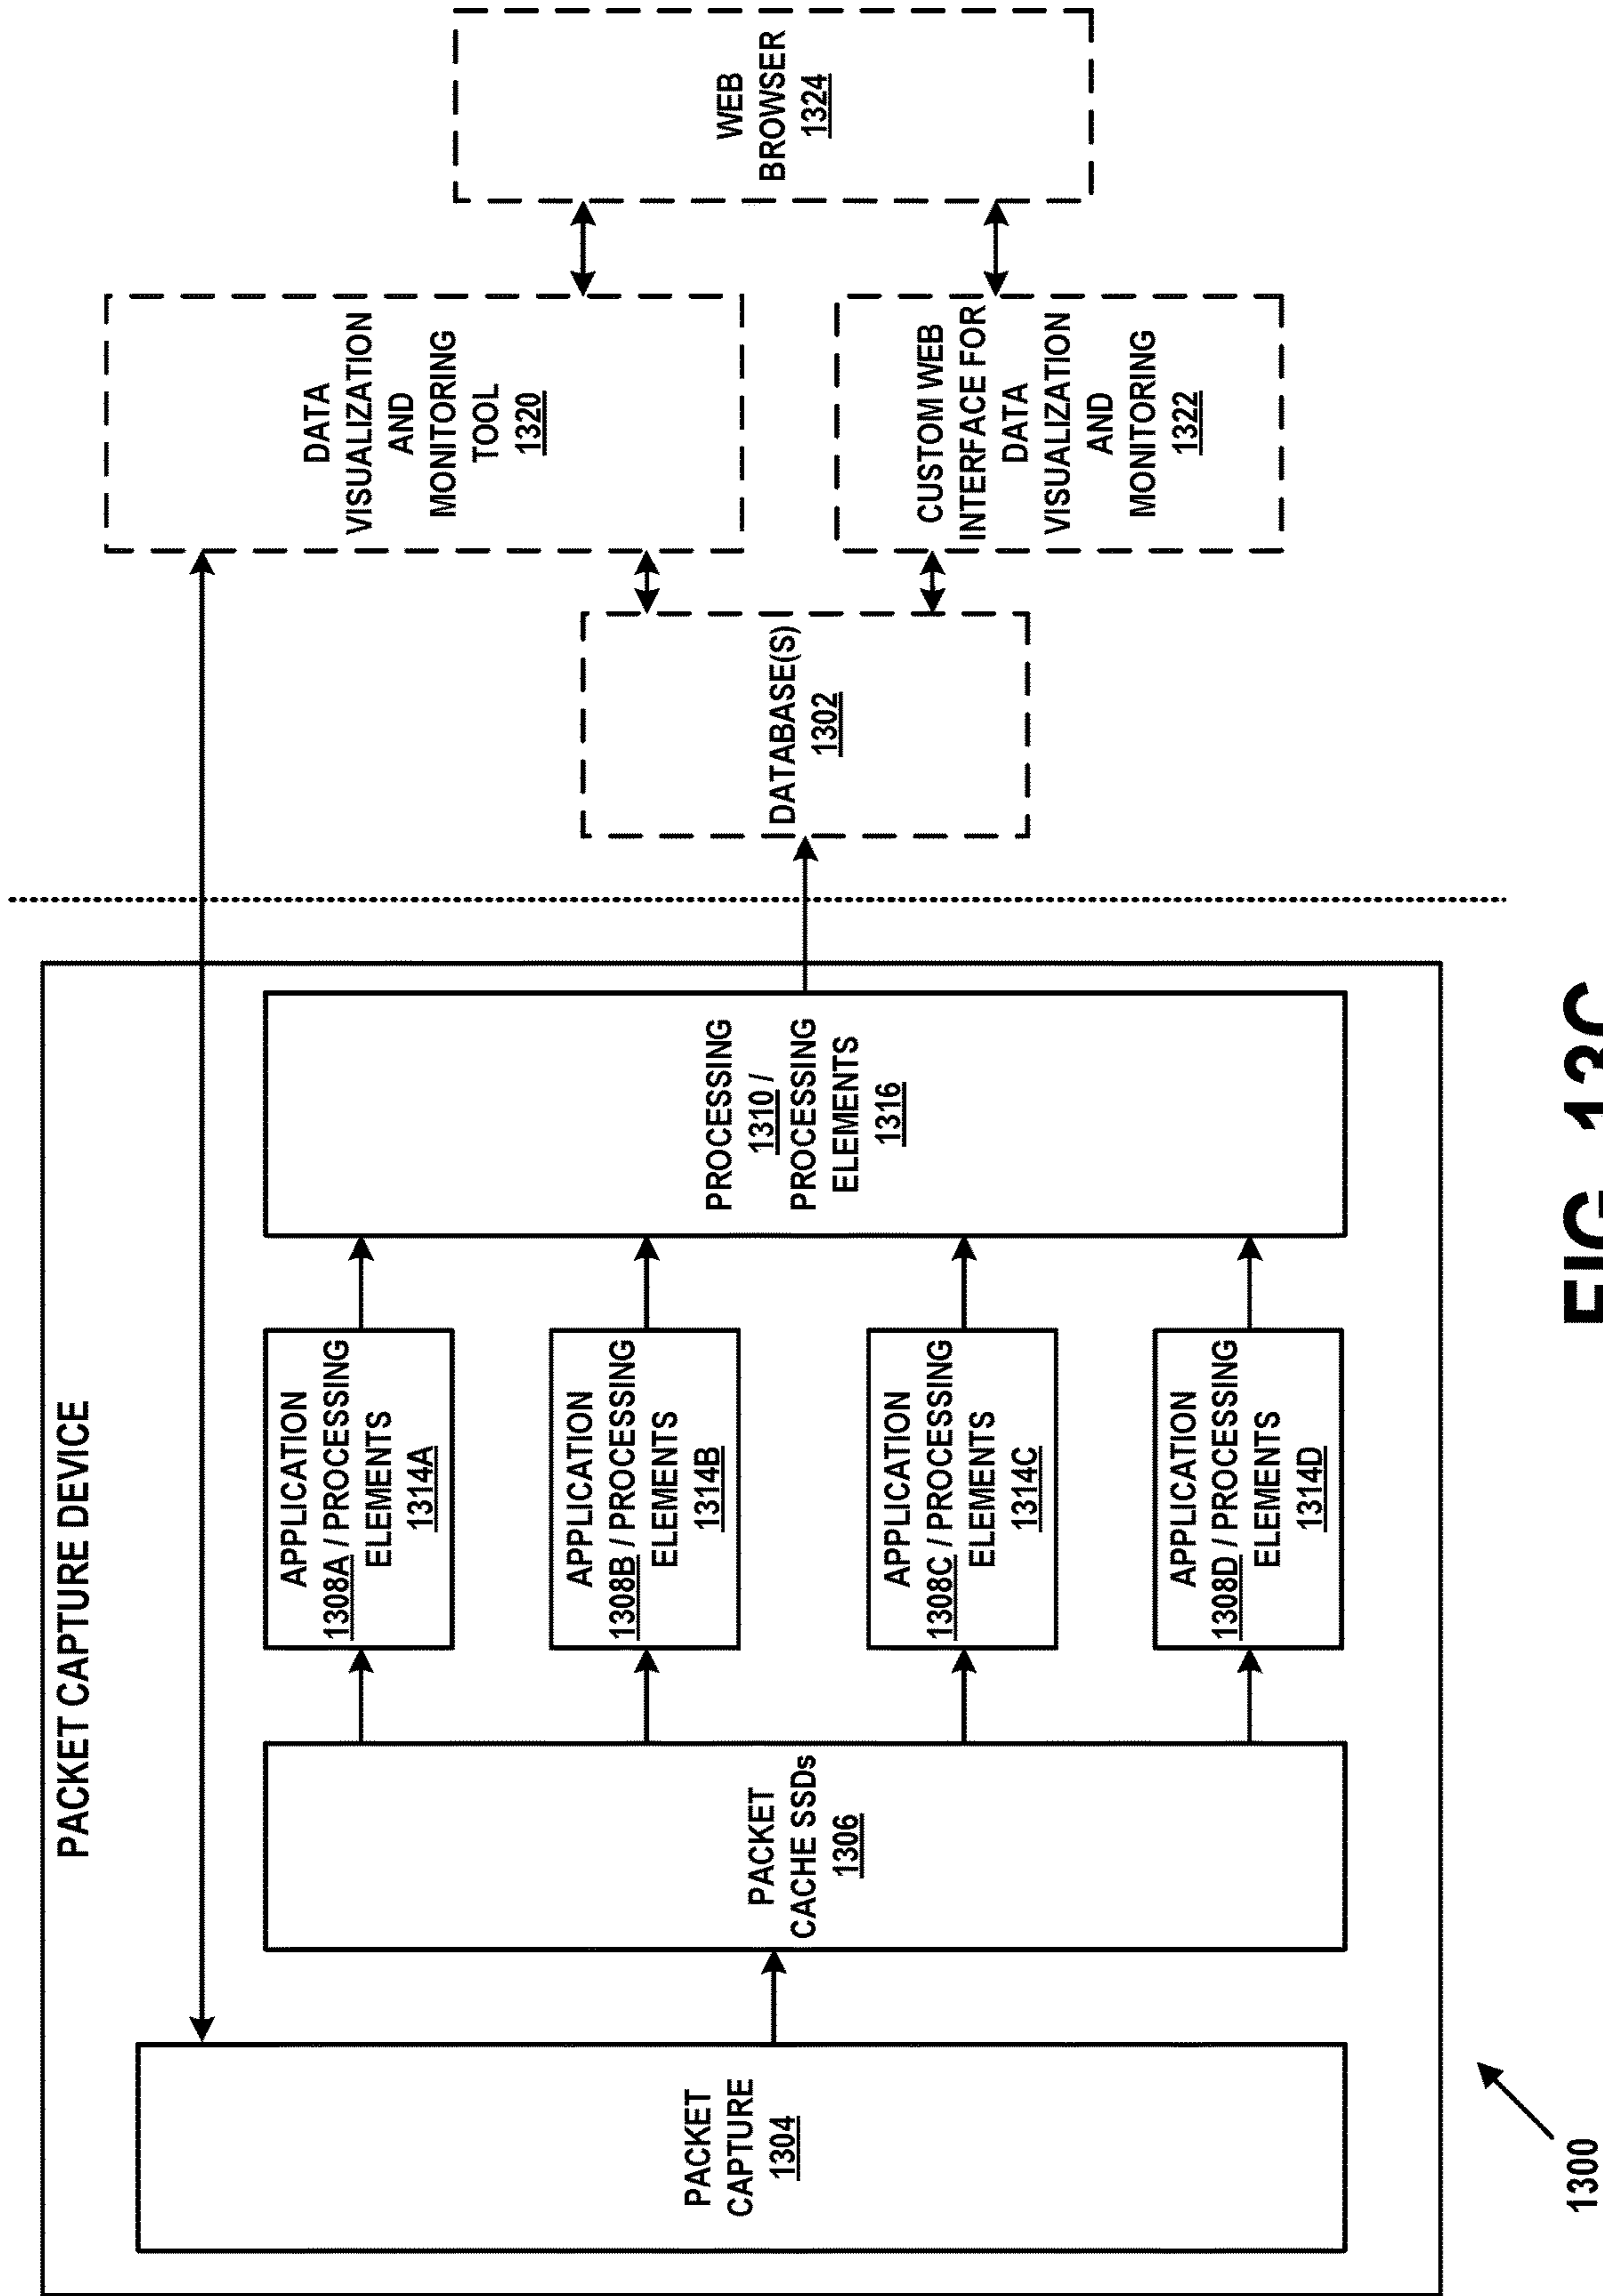 PACKET CAPTURE DEVICE
PACKET
CAPTURE
1304
PACKET
CACHE SSDs
1306
APPLICATION
1308A / PROCESSING
ELEMENTS
1314A
APPLICATION
1308B / PROCESSING
ELEMENTS
1314B
APPLICATION
1308C / PROCESSING
ELEMENTS
1314C
APPLICATION
1308D / PROCESSING
ELEMENTS
1314D
PROCESSING
1310 /
PROCESSING
ELEMENTS
1316
DATABASE(S)
1302
DATA
VISUALIZATION
AND
MONITORING
TOOL
1320
CUSTOM WEB
INTERFACE FOR
DATA
VISUALIZATION
AND
MONITORING
1322
WEB
BROWSER
1324
1300
FIG. 13C